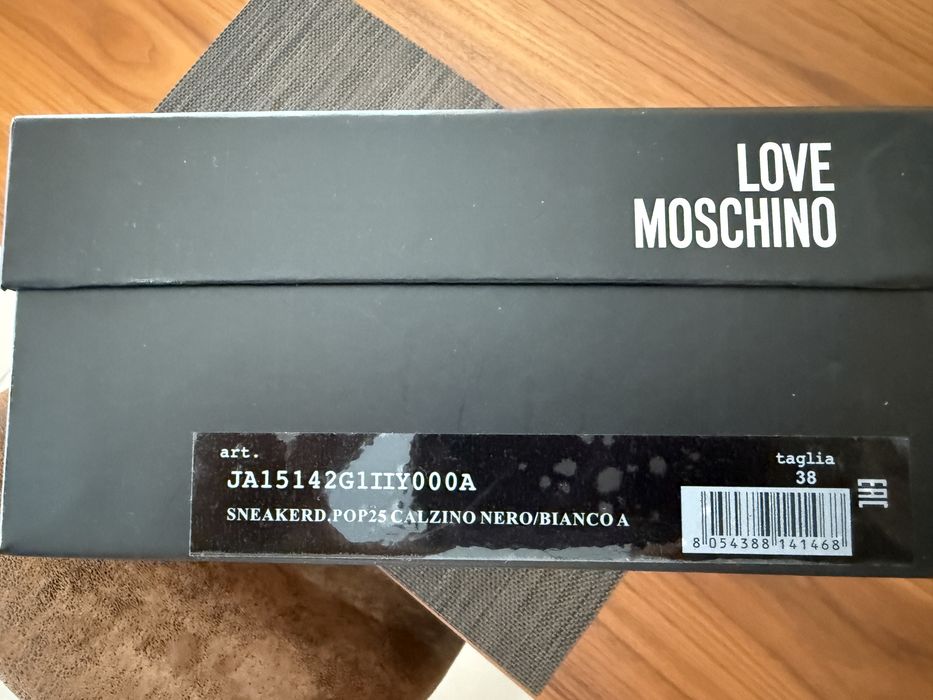 LOVE
MOSCHINO
art.
JA15142G1IIY000A
SNEAKERD.POP25 CALZINO NERO/BIANCO A
taglia
38
8 054388 141468
EAC